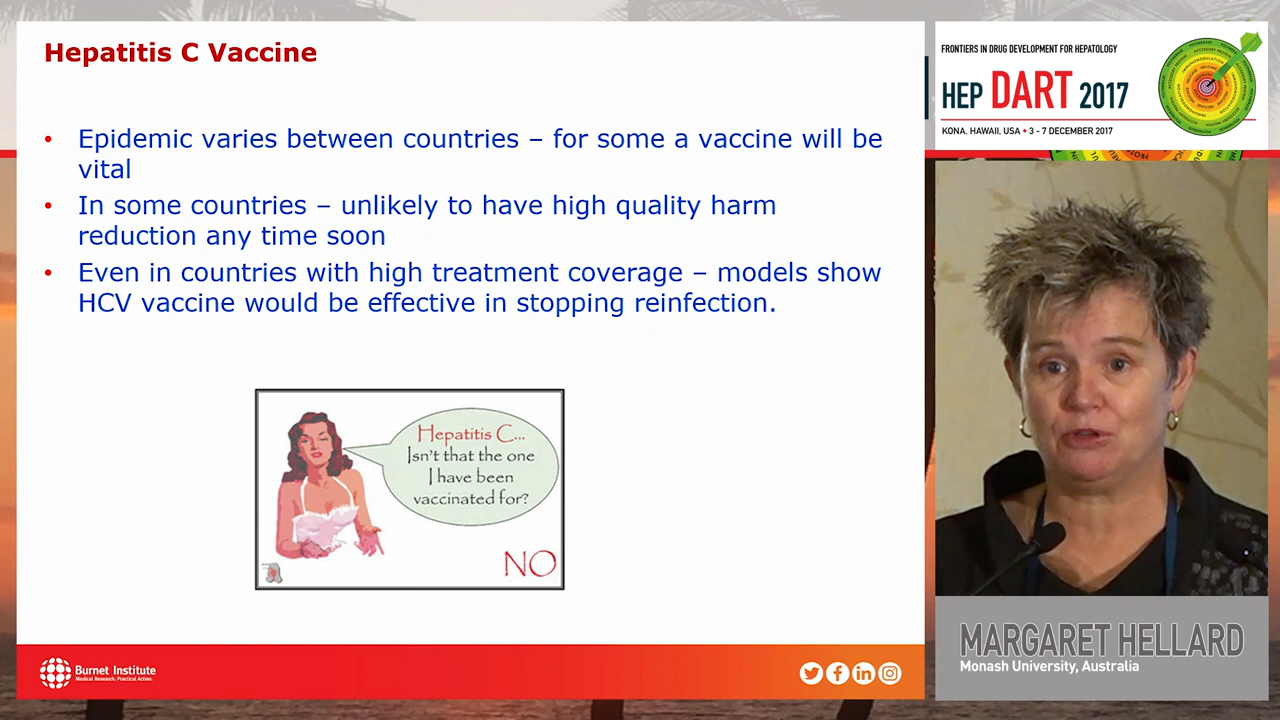 Hepatitis C Vaccine
• Epidemic varies between countries – for some a vaccine will be
vital
• In some countries – unlikely to have high quality harm
reduction any time soon
• Even in countries with high treatment coverage – models show
HCV vaccine would be effective in stopping reinfection.
Hepatitis C...
Isn't that the one
I have been
vaccinated for?
NO
Burnet Institute
Medical Research. Practical Action.
FRONTIERS IN DRUG DEVELOPMENT FOR HEPATOLOGY
HEP DART 2017
KONA, HAWAII, USA • 3 - 7 DECEMBER 2017
MARGARET HELLARD
Monash University, Australia